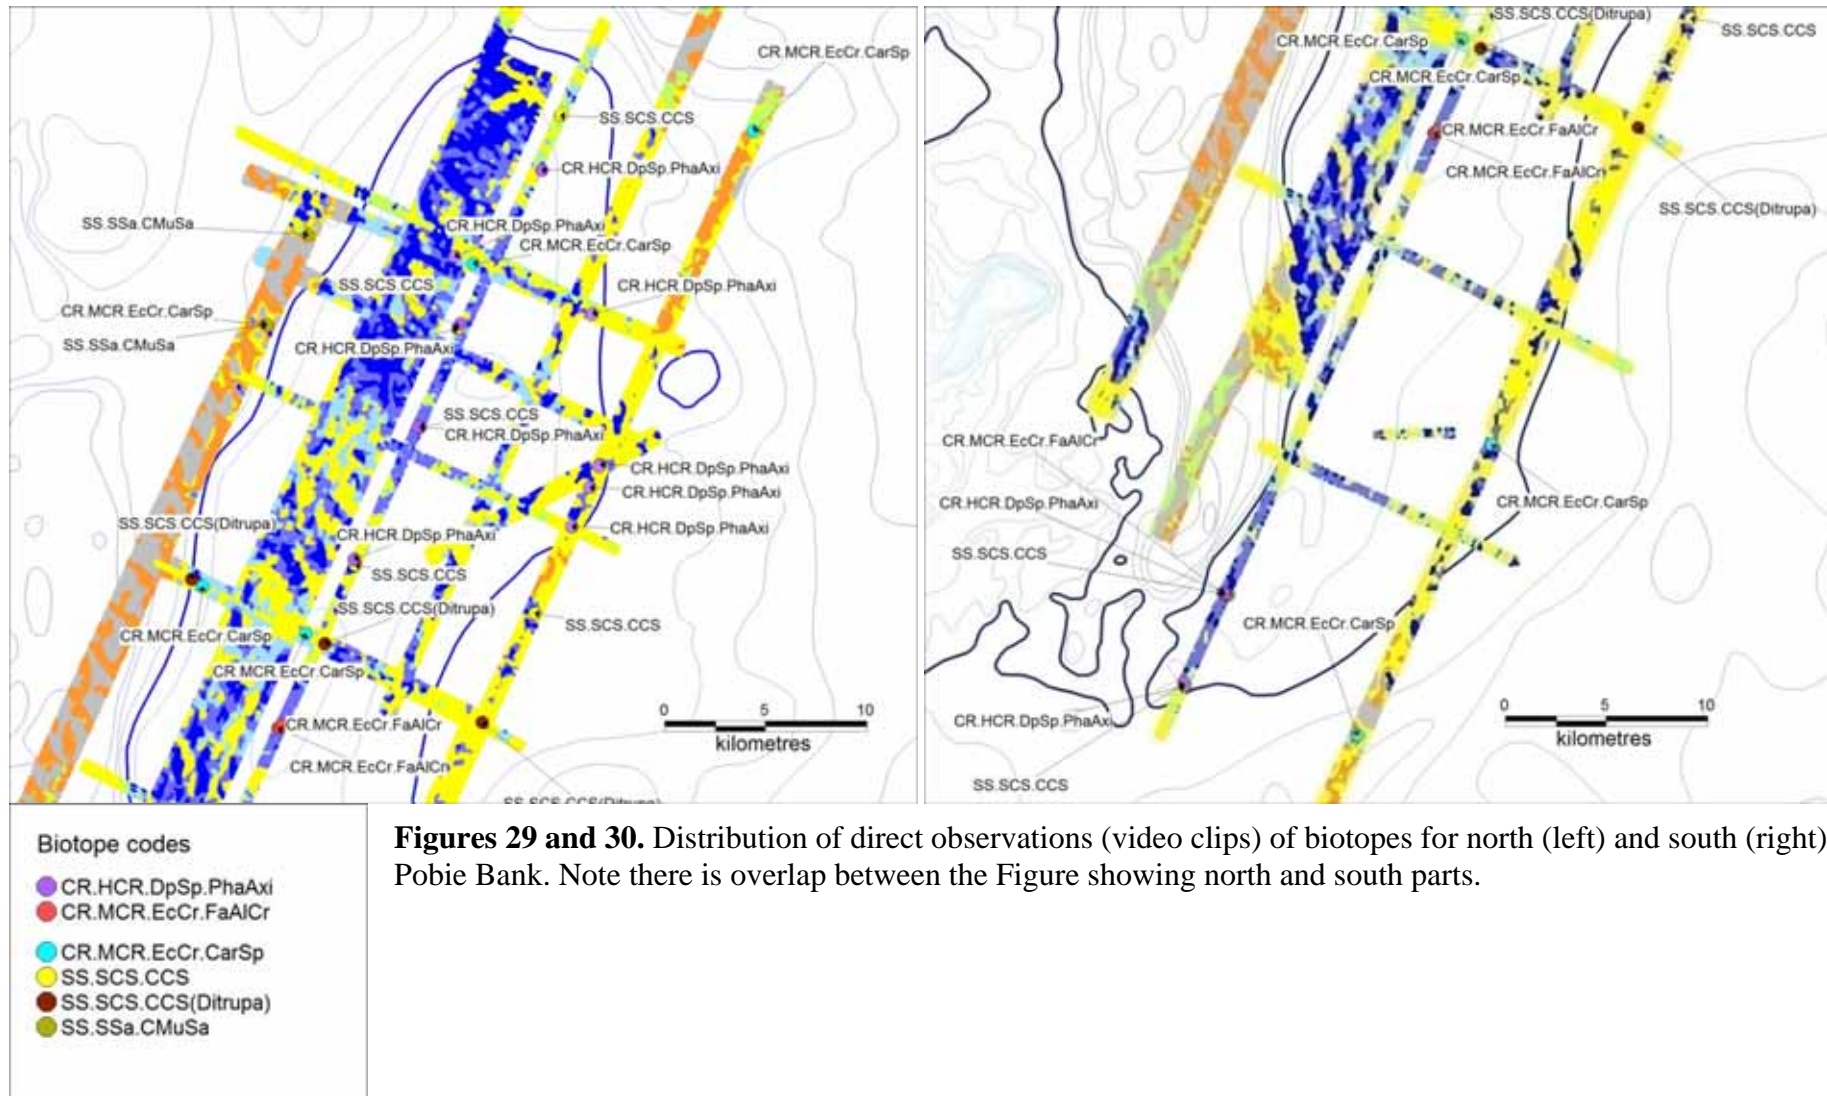 CR.MCR.EcCr.CarSp
SS.SCS.CCS
CR.HCR.DpSp.PhaAxi
SS.SSa.CMuSa
CR.HCR.DpSp.PhaAxi
CR.MCR.EcCr.CarSp
SS.SCS.CCS
CR.HCR.DpSp.PhaAxi
CR.MCR.EcCr.CarSp
SS.SSa.CMuSa
CR.HCR.DpSp.PhaAxi
SS.SCS.CCS
CR.HCR.DpSp.PhaAxi
CR.HCR.DpSp.PhaAxi
CR.HCR.DpSp.PhaAxi
SS.SCS.CCS(Ditrupa)
CR.HCR.DpSp.PhaAxi
CR.HCR.DpSp.PhaAxi
SS.SCS.CCS
SS.SCS.CCS(Ditrupa)
SS.SCS.CCS
CR.MCR.EcCr.CarSp
CR.MCR.EcCr.CarSp
CR.MCR.EcCr.FaAlCr
CR.MCR.EcCr.FaAlCr
SS.SCS.CCS(Ditrupa)
0 5 10
kilometres
SS.SCS.CCS(Ditrupa)
SS.SCS.CCS
CR.MCR.EcCr.CarSp
CR.MCR.EcCr.CarSp
CR.MCR.EcCr.FaAlCr
CR.MCR.EcCr.FaAlCr
SS.SCS.CCS(Ditrupa)
CR.MCR.EcCr.FaAlCr
CR.HCR.DpSp.PhaAxi
CR.MCR.EcCr.CarSp
SS.SCS.CCS
CR.MCR.EcCr.CarSp
CR.HCR.DpSp.PhaAxi
SS.SCS.CCS
0 5 10
kilometres
Biotope codes
CR.HCR.DpSp.PhaAxi
CR.MCR.EcCr.FaAlCr
CR.MCR.EcCr.CarSp
SS.SCS.CCS
SS.SCS.CCS(Ditrupa)
SS.SSa.CMuSa
Figures 29 and 30. Distribution of direct observations (video clips) of biotopes for north (left) and south (right)
Pobie Bank. Note there is overlap between the Figure showing north and south parts.